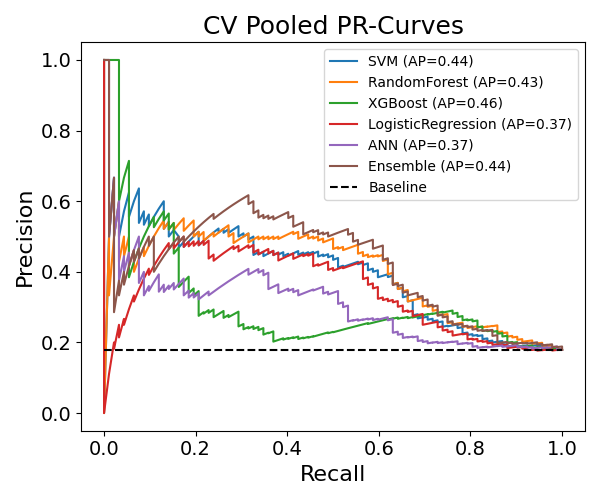 CV Pooled PR-Curves
SVM (AP=0.44)
RandomForest (AP=0.43)
XGBoost (AP=0.46)
LogisticRegression (AP=0.37)
ANN (AP=0.37)
Ensemble (AP=0.44)
Baseline
Precision
1.0
0.8
0.6
0.4
0.2
0.0
0.0 0.2 0.4 0.6 0.8 1.0
Recall